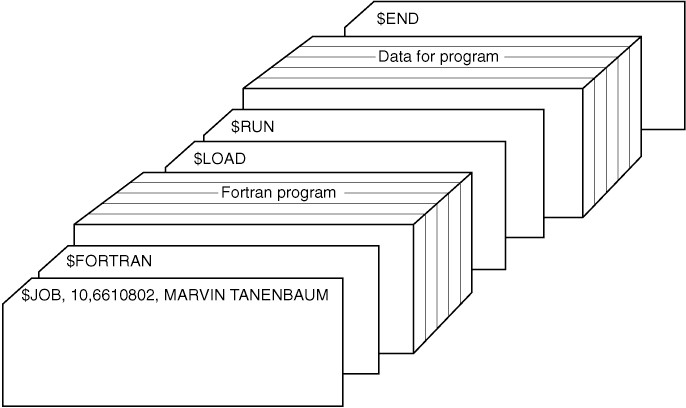 $END
Data for program
$RUN
$LOAD
Fortran program
$FORTRAN
$JOB, 10,6610802, MARVIN TANENBAUM